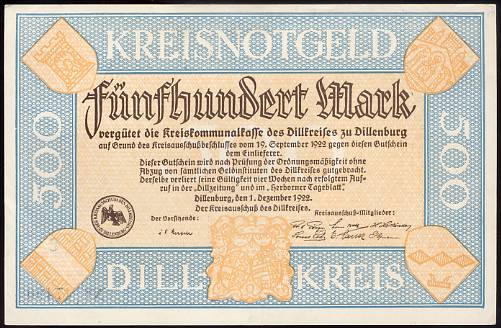 KREISNOTGELD
500
Fünfhundert Mark
vergütet die Kreiskommunalkasse des Dillkreises zu Dillenburg
auf Grund des Kreisausschußbeschlusses vom 19. September 1922 gegen diesen Gutschein
dem Einlieferer.
Dieser Gutschein wird nach Prüfung der Ordnungsmäßigkeit ohne
Abzug von sämtlichen Geldinstituten des Dillkreises gutgebracht.
Derselbe verliert seine Gültigkeit vier Wochen nach erfolgtem Auf-
ruf in der „Dillzeitung" und im „Herborner Tageblatt".
Dillenburg, den 1. Dezember 1922.
Der Kreisausschuß des Dillkreises.
Der Vorsitzende:
Kreisausschuß-Mitglieder:
500
DILL KREIS